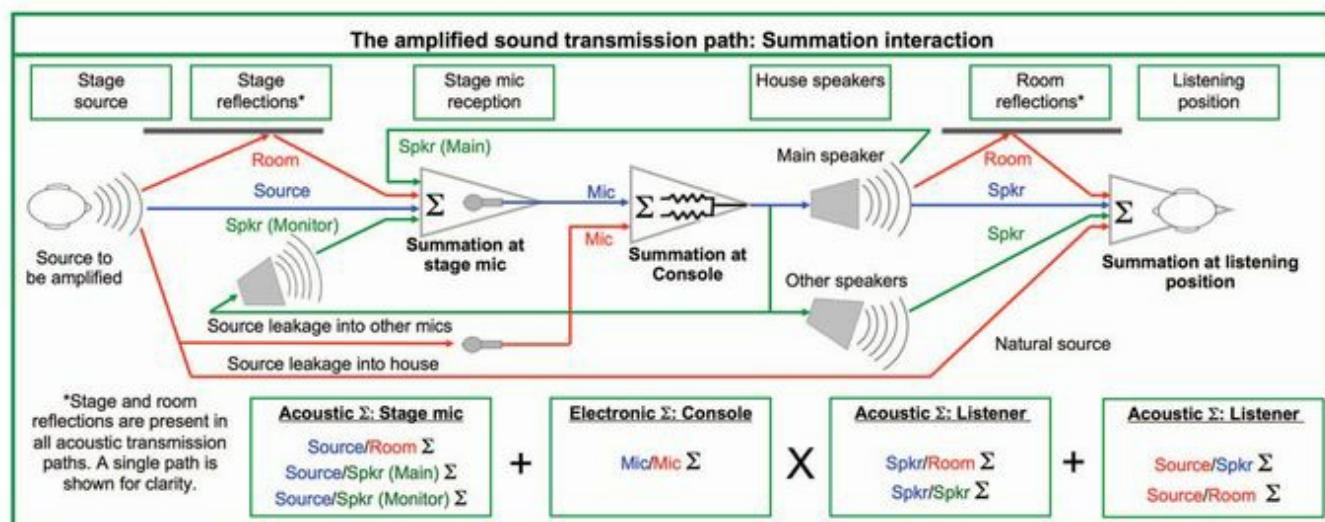 The amplified sound transmission path: Summation interaction
Stage
source
Stage
reflections*
Stage mic
reception
House speakers
Room
reflections*
Listening
position
Spkr (Main)
Room
Source
Spkr (Monitor)
Σ
Summation at
stage mic
Mic
Mic
Σ
Summation at
Console
Main speaker
Room
Spkr
Spkr
Σ
Summation at listening
position
Source to
be amplified
Other speakers
Source leakage into other mics
Source leakage into house
Natural source
*Stage and room
reflections are present in
all acoustic transmission
paths. A single path is
shown for clarity.
Acoustic Σ: Stage mic
Source/Room Σ
Source/Spkr (Main) Σ
Source/Spkr (Monitor) Σ
+
Electronic Σ: Console
Mic/Mic Σ
X
Acoustic Σ: Listener
Spkr/Room Σ
Spkr/Spkr Σ
+
Acoustic Σ: Listener
Source/Spkr Σ
Source/Room Σ